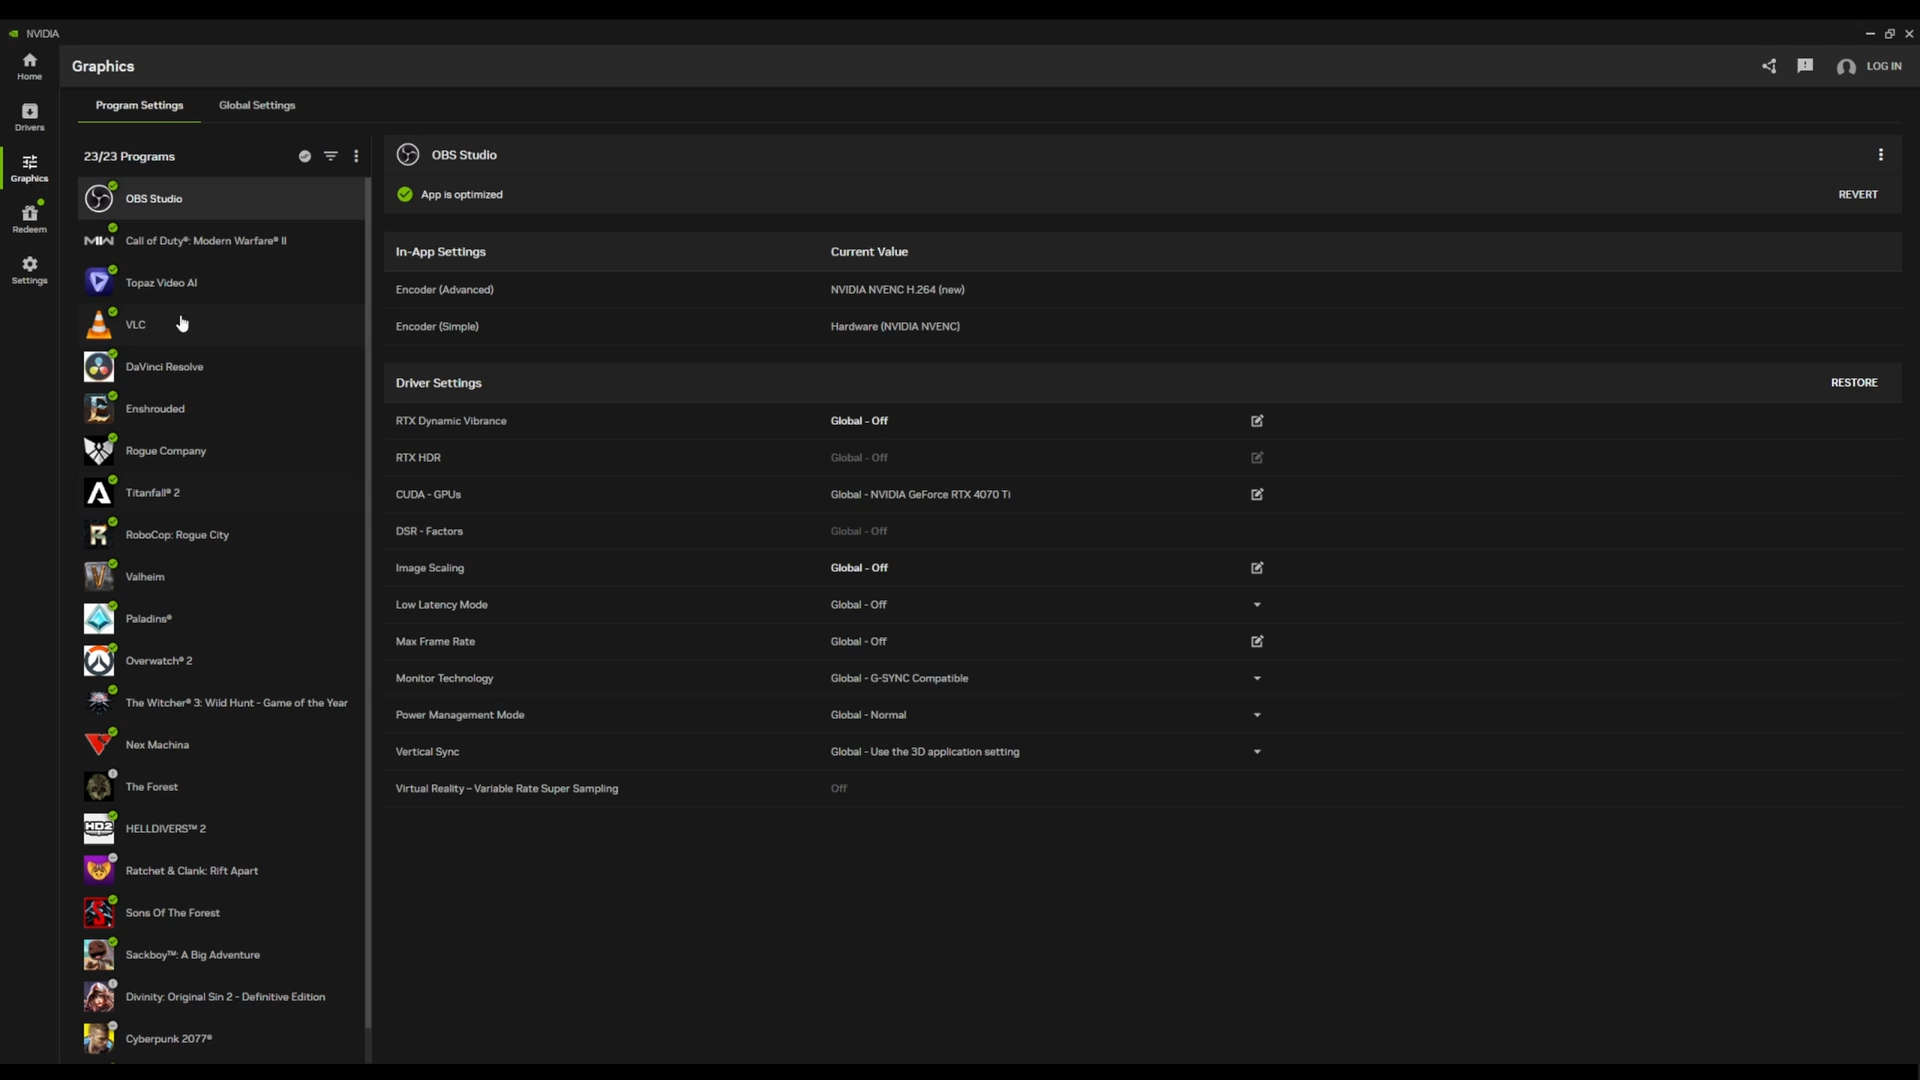 NVIDIA
Home
Graphics
LOG IN
Drivers
Graphics
Redeem
Settings
Program Settings
Global Settings
23/23 Programs
OBS Studio
MW Call of Duty®: Modern Warfare® II
Topaz Video AI
VLC
DaVinci Resolve
Enshrouded
Rogue Company
Titanfall® 2
RoboCop: Rogue City
Valheim
Paladins®
Overwatch® 2
The Witcher® 3: Wild Hunt - Game of the Year
Nex Machina
The Forest
HD2 HELLDIVERS™ 2
Ratchet & Clank: Rift Apart
Sons Of The Forest
Sackboy™: A Big Adventure
Divinity: Original Sin 2 - Definitive Edition
Cyberpunk 2077®
OBS Studio
App is optimized
REVERT
In-App Settings Current Value
Encoder (Advanced) NVIDIA NVENC H.264 (new)
Encoder (Simple) Hardware (NVIDIA NVENC)
Driver Settings RESTORE
RTX Dynamic Vibrance Global - Off
RTX HDR Global - Off
CUDA - GPUs Global - NVIDIA GeForce RTX 4070 Ti
DSR - Factors Global - Off
Image Scaling Global - Off
Low Latency Mode Global - Off
Max Frame Rate Global - Off
Monitor Technology Global - G-SYNC Compatible
Power Management Mode Global - Normal
Vertical Sync Global - Use the 3D application setting
Virtual Reality – Variable Rate Super Sampling Off